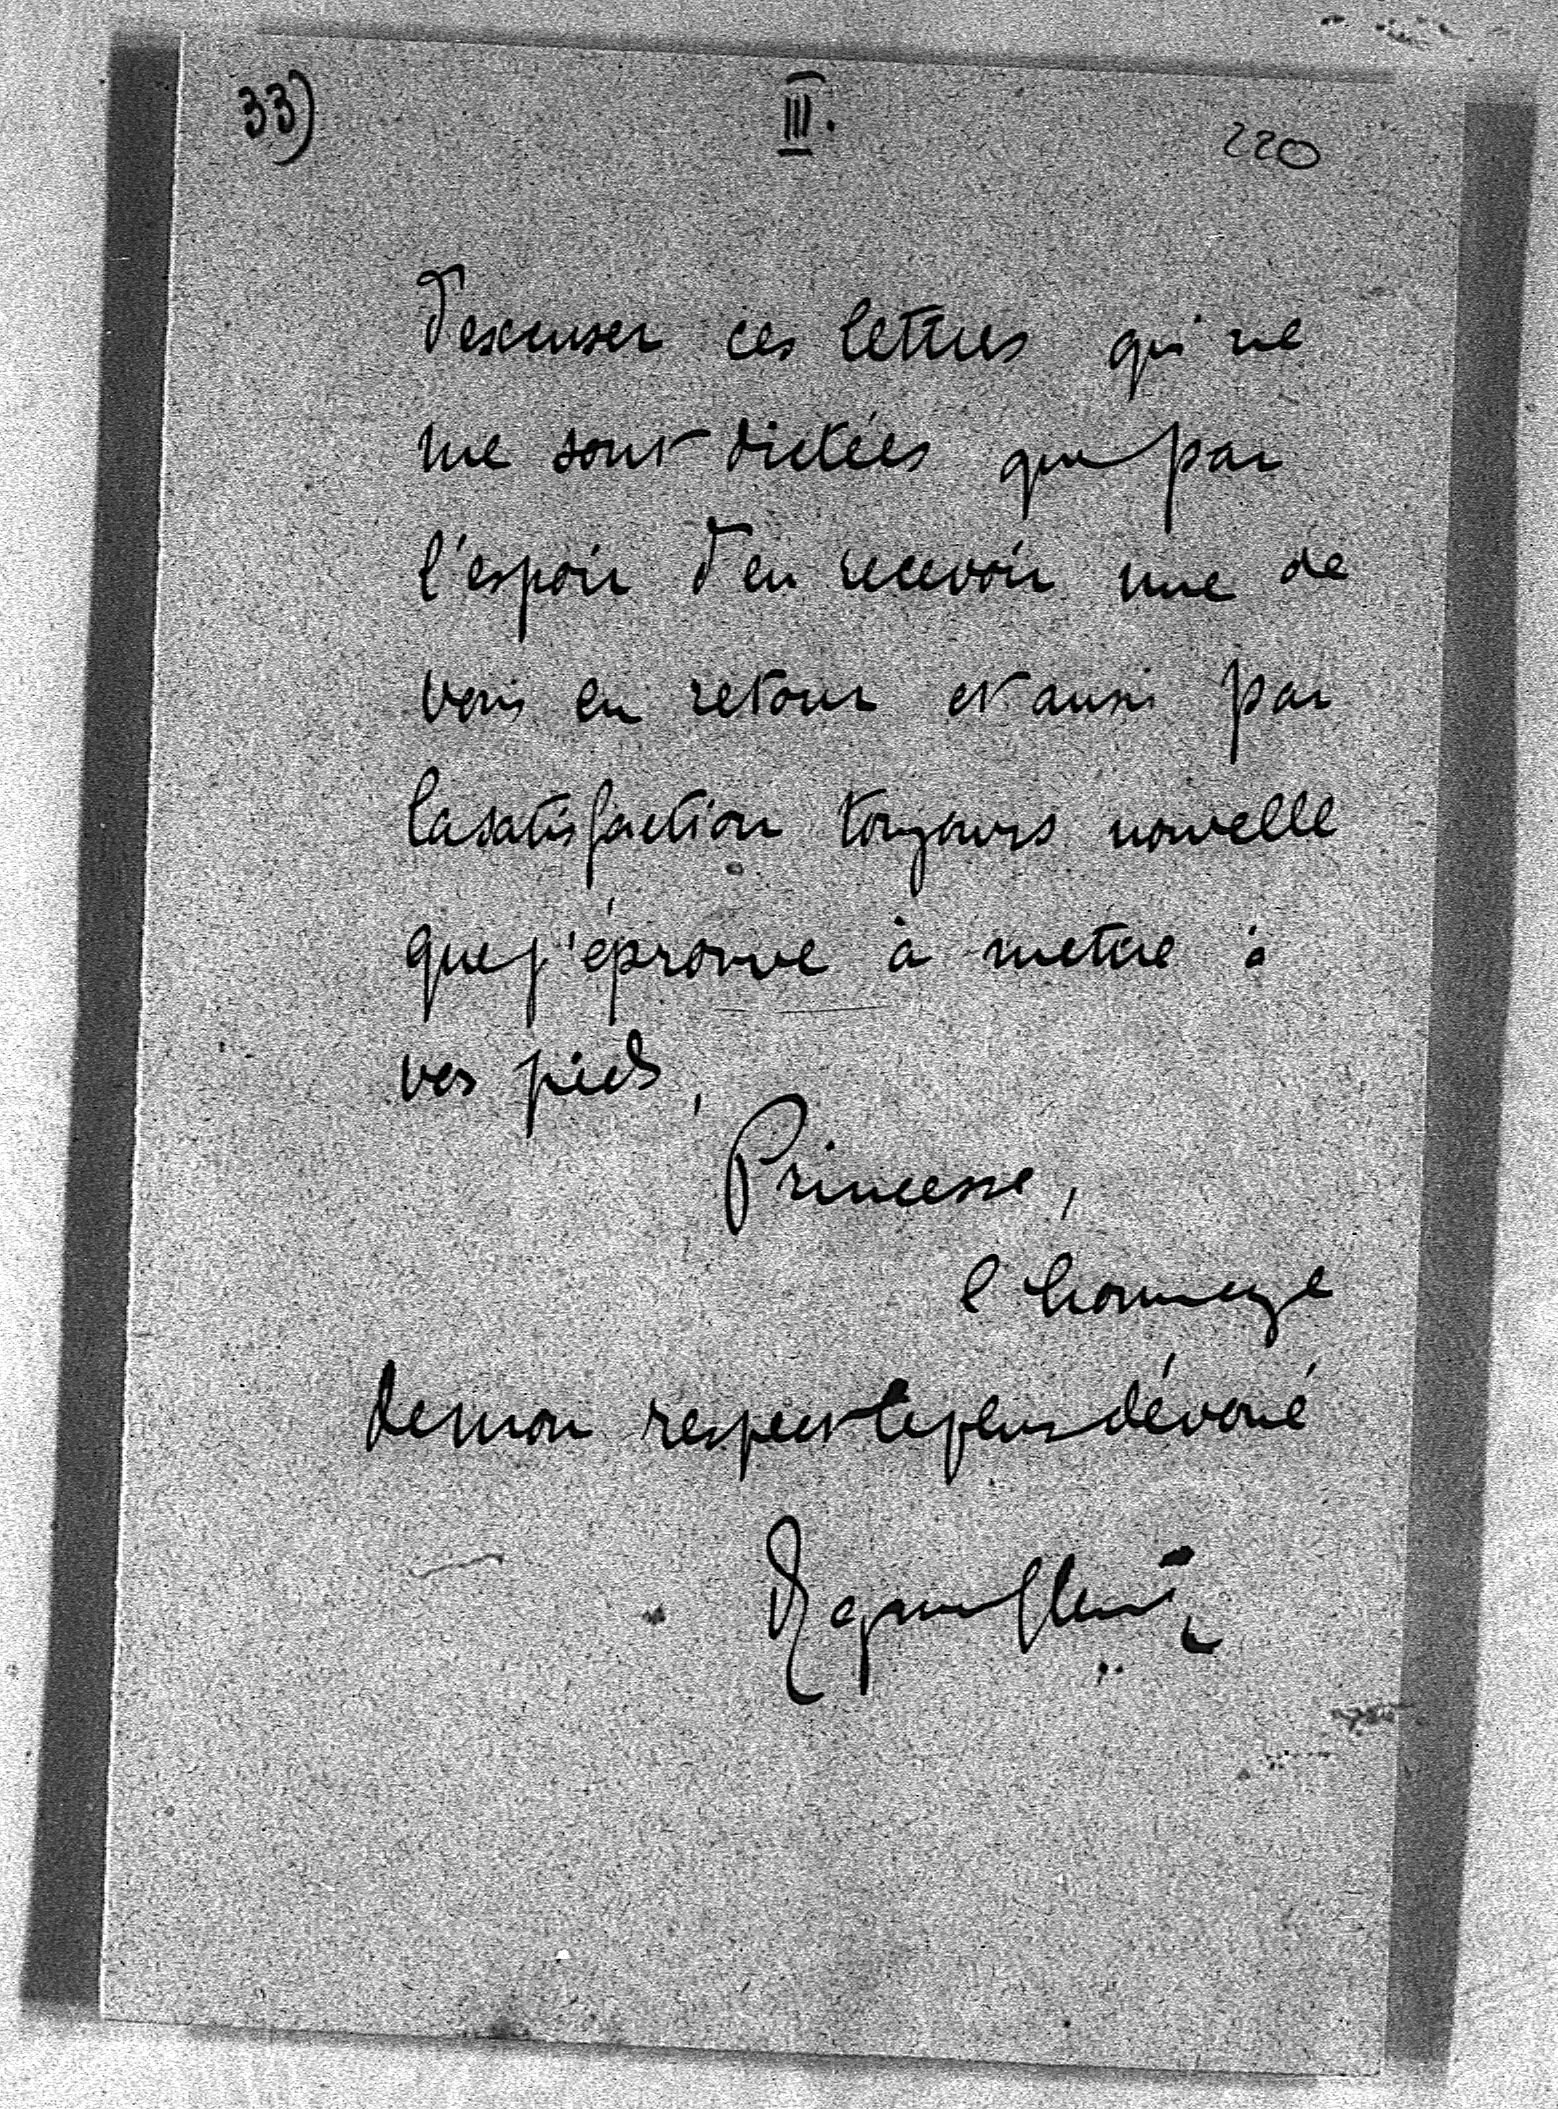 33)
III.
220
d'excuser ces lettres qui ne
me sont dictées que par
l'espoir d'en recevoir une de
vous en retour et aussi par
la satisfaction toujours nouvelle
que j'éprouve à mettre à
vos pieds,
Princesse,
l'hommage
de mon respect le plus dévoué